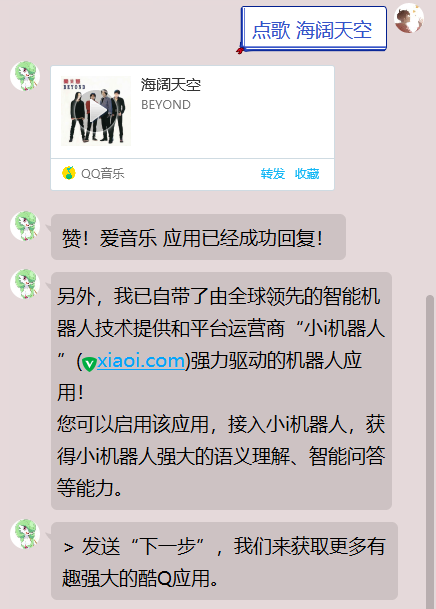 点歌 海阔天空
海阔天空
BEYOND
BEYOND
QQ音乐
转发 收藏
赞！爱音乐 应用已经成功回复！
另外，我已自带了由全球领先的智能机
器人技术提供和平台运营商“小i机器人
”(xiaoi.com)强力驱动的机器人应
用！
您可以启用该应用，接入小i机器人，获
得小i机器人强大的语义理解、智能问答
等能力。
> 发送“下一步”，我们来获取更多有
趣强大的酷Q应用。